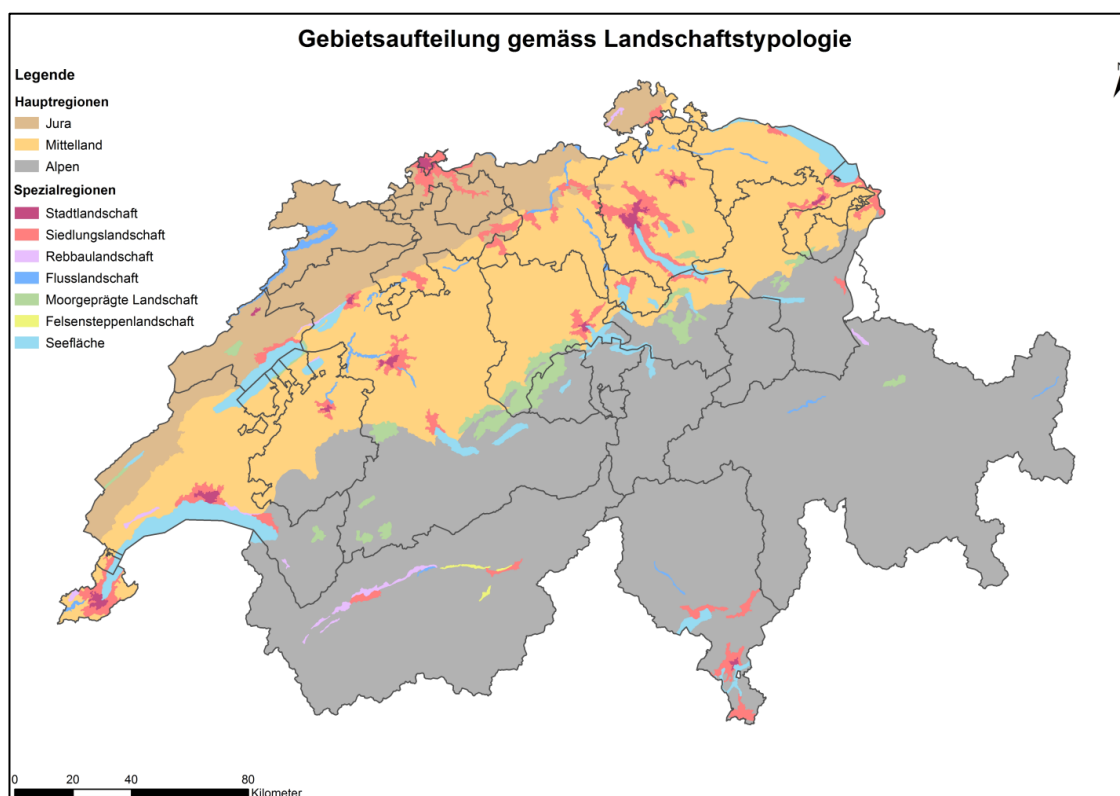 Gebietsaufteilung gemäss Landschaftstypologie
Legende
Hauptregionen
Jura
Mittelland
Alpen
Spezialregionen
Stadtlandschaft
Siedlungslandschaft
Rebbaulandschaft
Flusslandschaft
Moorgeprägte Landschaft
Felsensteppenlandschaft
Seefläche
N
0 20 40 80
Kilometer